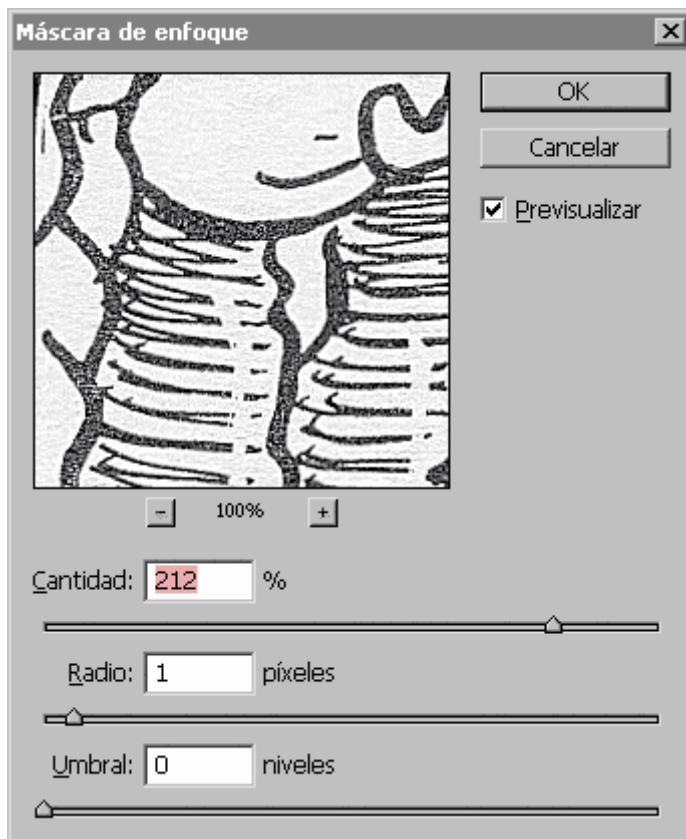 Máscara de enfoque
OK
Cancelar
Previsualizar
- 100% +
Cantidad: 212 %
Radio: 1 píxeles
Umbral: 0 niveles